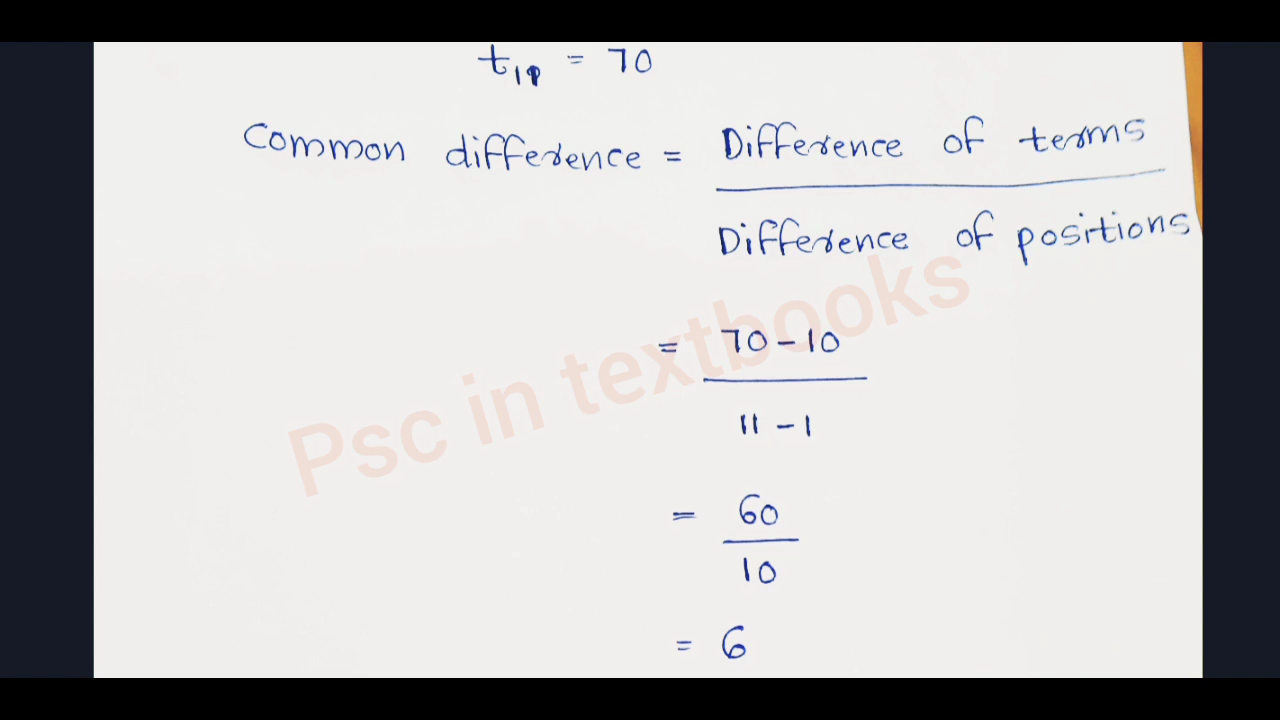 t11 = 70
Common difference = Difference of terms
Difference of positions
= 70 - 10
11 - 1
= 60
10
= 6
Psc in textbooks